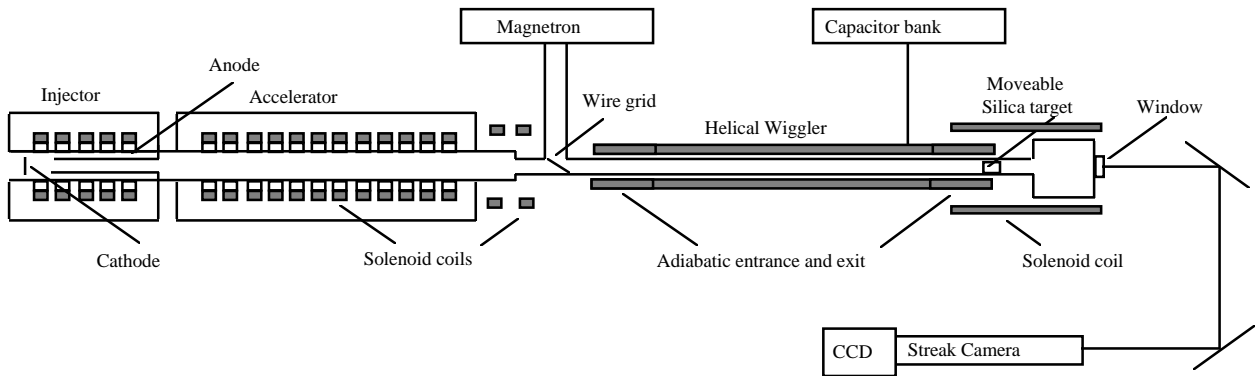 Magnetron
Capacitor bank
Anode
Moveable
Silica target
Injector
Accelerator
Wire grid
Window
Helical Wiggler
Cathode
Solenoid coils
Adiabatic entrance and exit
Solenoid coil
CCD
Streak Camera